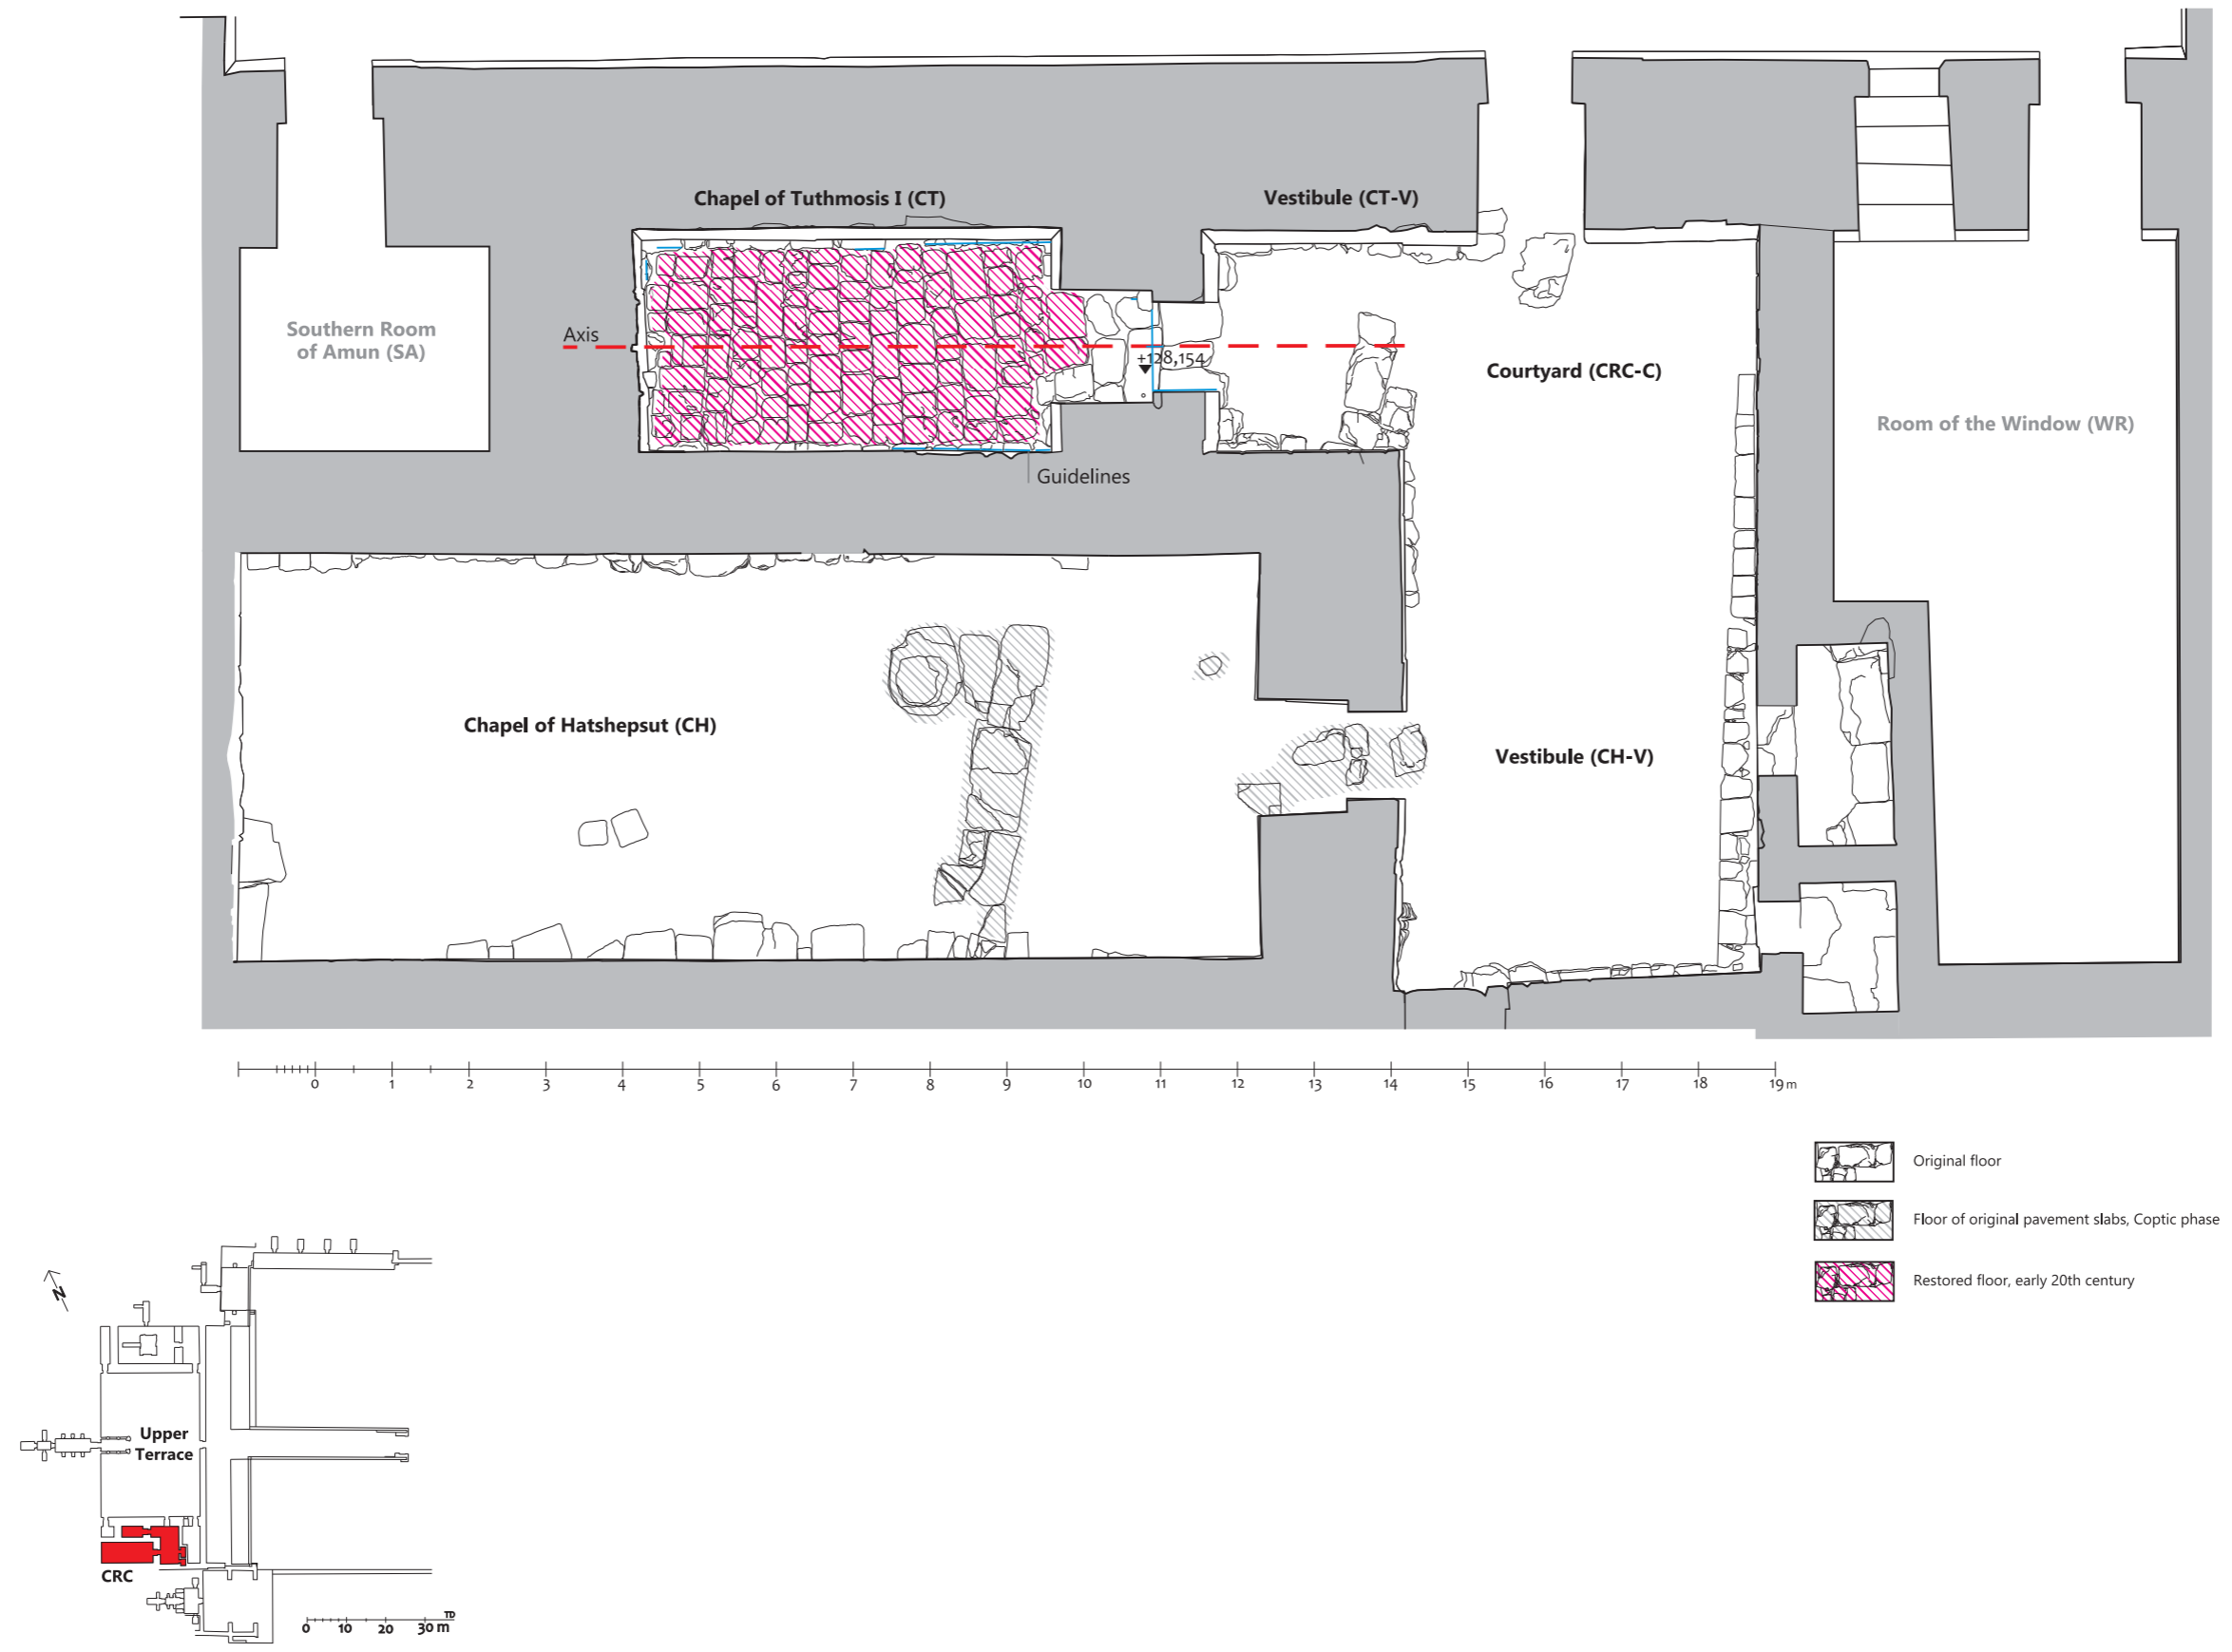 Chapel of Tuthmosis I (CT)
Vestibule (CT-V)
Southern Room
of Amun (SA)
Axis
+128,154
Courtyard (CRC-C)
Room of the Window (WR)
Guidelines
Chapel of Hatshepsut (CH)
Vestibule (CH-V)
0 1 2 3 4 5 6 7 8 9 10 11 12 13 14 15 16 17 18 19 m
Original floor
Floor of original pavement slabs, Coptic phase
Restored floor, early 20th century
N
Upper
Terrace
CRC
TD
0 10 20 30 m